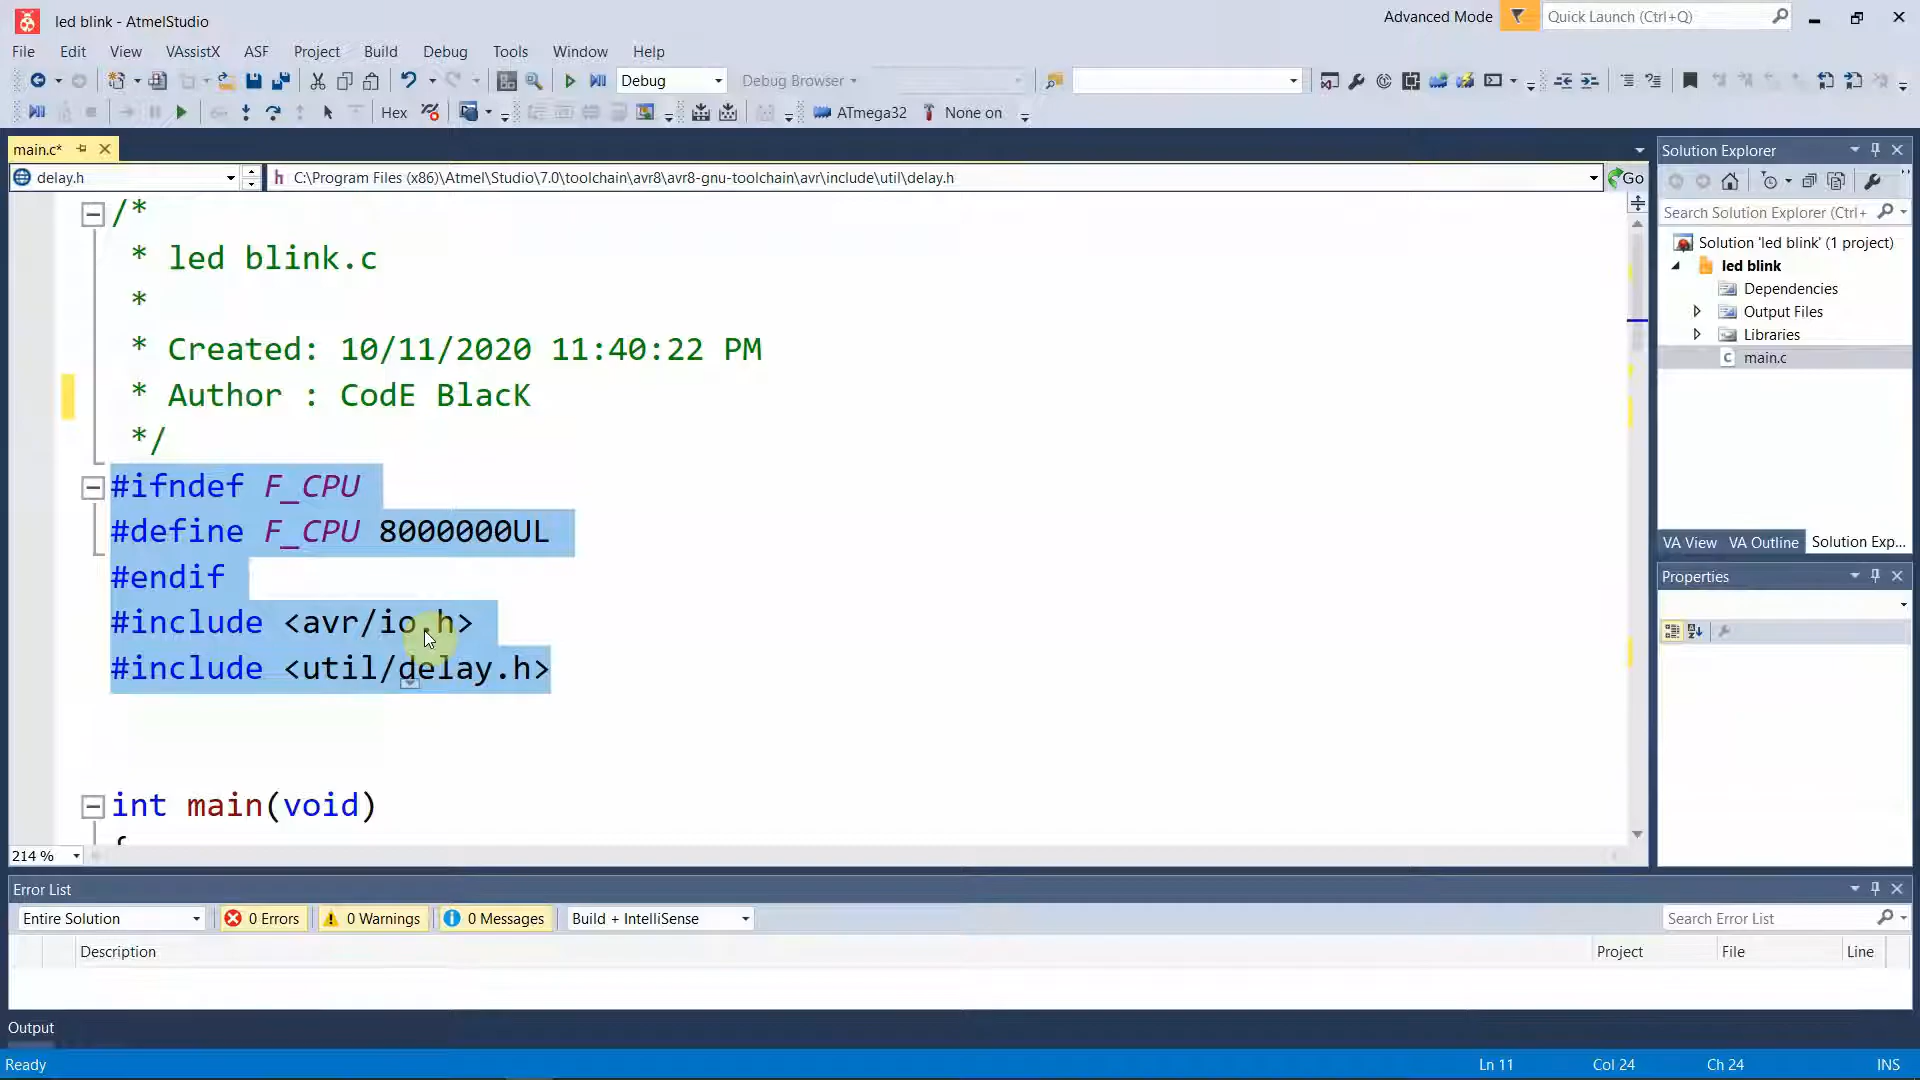 led blink - AtmelStudio
Advanced Mode
Quick Launch (Ctrl+Q)
File Edit View VAssistX ASF Project Build Debug Tools Window Help
Debug
Debug Browser
Hex
ATmega32
None on
main.c*
delay.h
h C:\Program Files (x86)\Atmel\Studio\7.0\toolchain\avr8\avr8-gnu-toolchain\avr\include\util\delay.h
Go
/*
* led blink.c
*
* Created: 10/11/2020 11:40:22 PM
* Author : CodE BlacK
*/
#ifndef F_CPU
#define F_CPU 8000000UL
#endif
#include <avr/io.h>
#include <util/delay.h>
int main(void)
{
214 %
Solution Explorer
Search Solution Explorer (Ctrl+
Solution 'led blink' (1 project)
led blink
Dependencies
Output Files
Libraries
c main.c
VA View VA Outline Solution Exp...
Properties
Error List
Entire Solution
0 Errors
0 Warnings
0 Messages
Build + IntelliSense
Search Error List
Description
Project
File
Line
Output
Ready
Ln 11
Col 24
Ch 24
INS